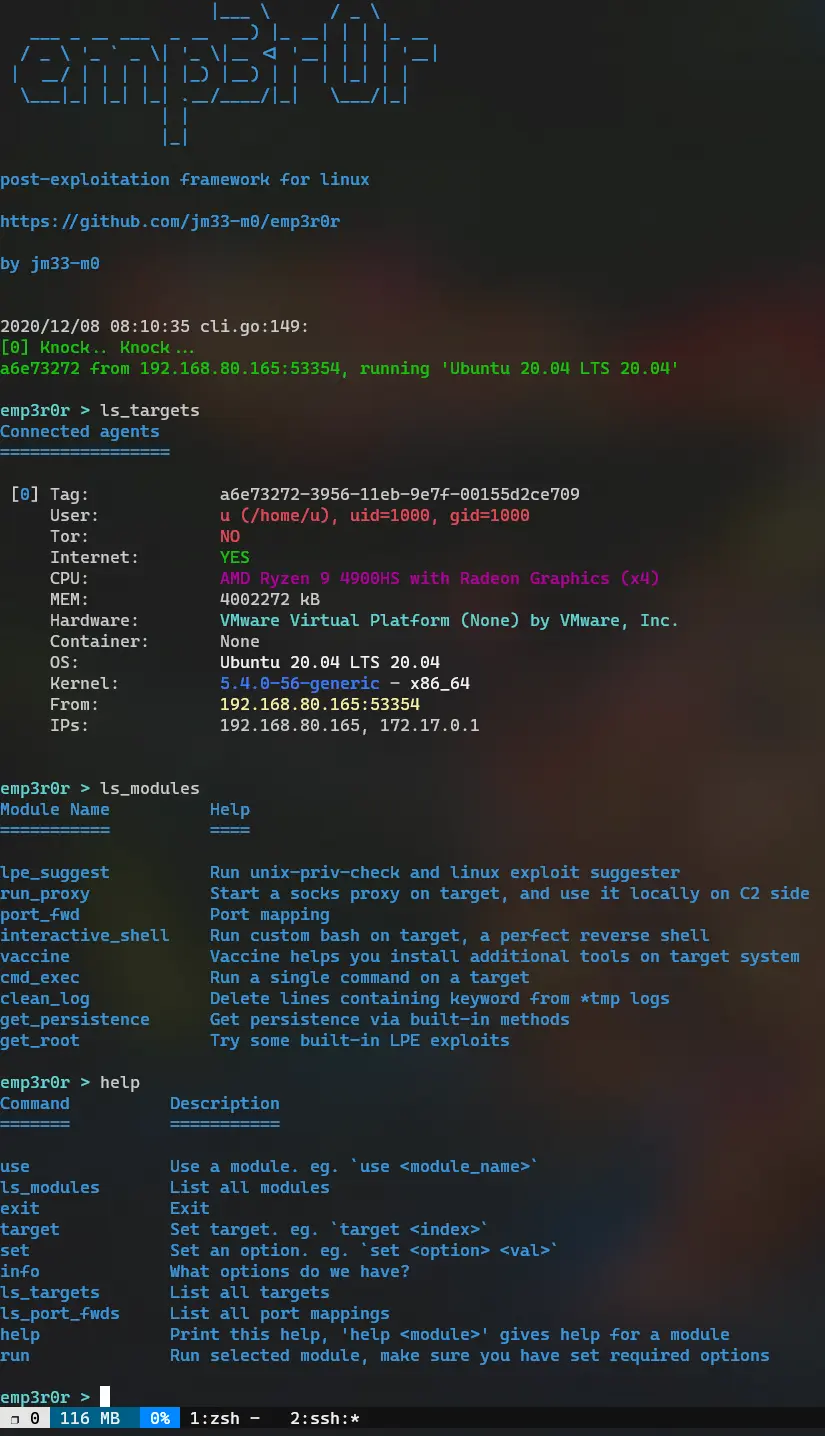 post-exploitation framework for linux
https://github.com/jm33-m0/emp3r0r
by jm33-m0
2020/12/08 08:10:35 cli.go:149:
[0] Knock.. Knock...
a6e73272 from 192.168.80.165:53354, running 'Ubuntu 20.04 LTS 20.04'
emp3r0r > ls_targets
Connected agents
=================
[0] Tag: a6e73272-3956-11eb-9e7f-00155d2ce709
User: u (/home/u), uid=1000, gid=1000
Tor: NO
Internet: YES
CPU: AMD Ryzen 9 4900HS with Radeon Graphics (x4)
MEM: 4002272 kB
Hardware: VMware Virtual Platform (None) by VMware, Inc.
Container: None
OS: Ubuntu 20.04 LTS 20.04
Kernel: 5.4.0-56-generic - x86_64
From: 192.168.80.165:53354
IPs: 192.168.80.165, 172.17.0.1
emp3r0r > ls_modules
Module Name Help
=========== ====
lpe_suggest Run unix-priv-check and linux exploit suggester
run_proxy Start a socks proxy on target, and use it locally on C2 side
port_fwd Port mapping
interactive_shell Run custom bash on target, a perfect reverse shell
vaccine Vaccine helps you install additional tools on target system
cmd_exec Run a single command on a target
clean_log Delete lines containing keyword from *tmp logs
get_persistence Get persistence via built-in methods
get_root Try some built-in LPE exploits
emp3r0r > help
Command Description
======= ===========
use Use a module. eg. `use <module_name>`
ls_modules List all modules
exit Exit
target Set target. eg. `target <index>`
set Set an option. eg. `set <option> <val>`
info What options do we have?
ls_targets List all targets
ls_port_fwds List all port mappings
help Print this help, 'help <module>' gives help for a module
run Run selected module, make sure you have set required options
emp3r0r >
❐ 0 116 MB 0% 1:zsh - 2:ssh:*